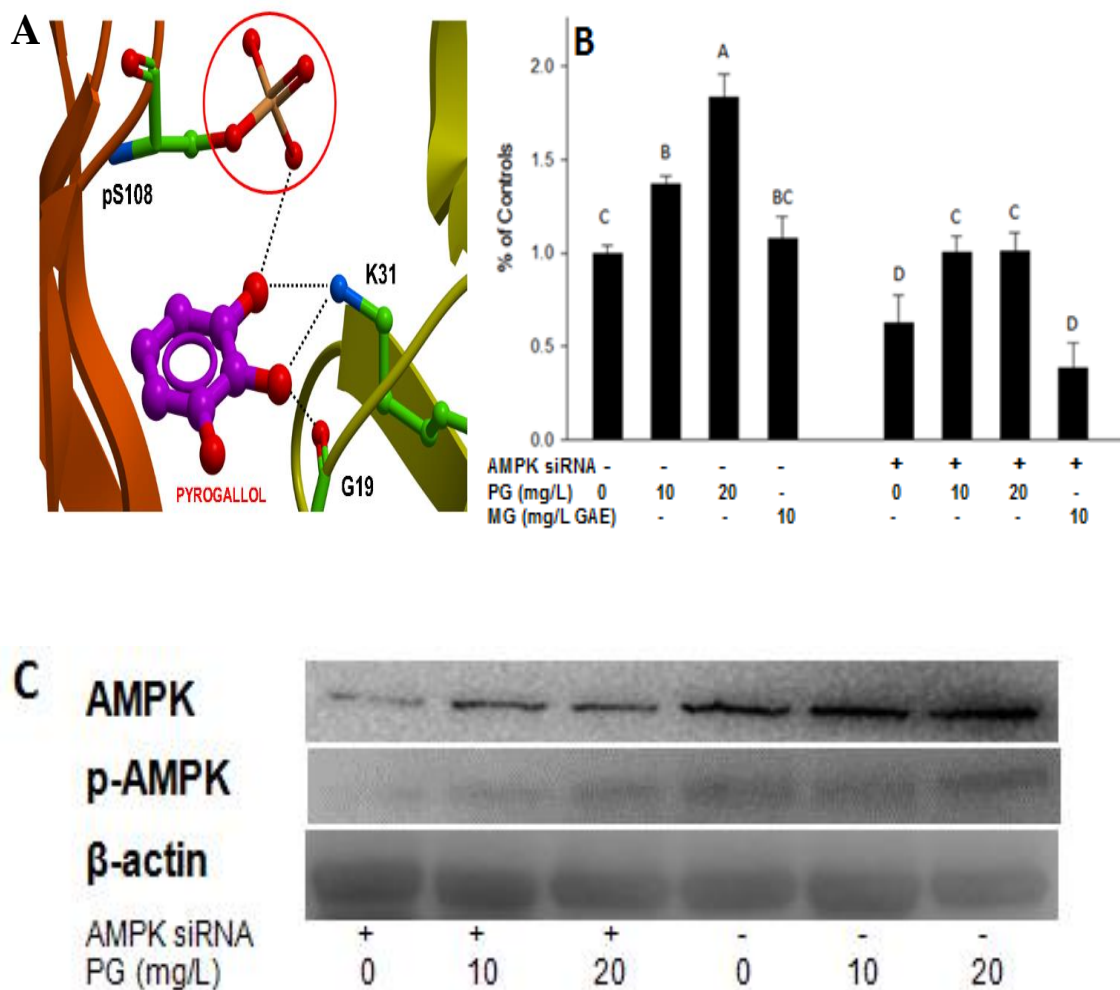 A
pS108
K31
G19
PYROGALLOL
B
% of Controls
2.0
1.5
1.0
0.5
0.0
C B A BC D C C D
AMPK siRNA - - - - + + + +
PG (mg/L) 0 10 20 - 0 10 20 -
MG (mg/L GAE) - - - 10 - - - 10
C
AMPK
p-AMPK
β-actin
AMPK siRNA + + + - - -
PG (mg/L) 0 10 20 0 10 20